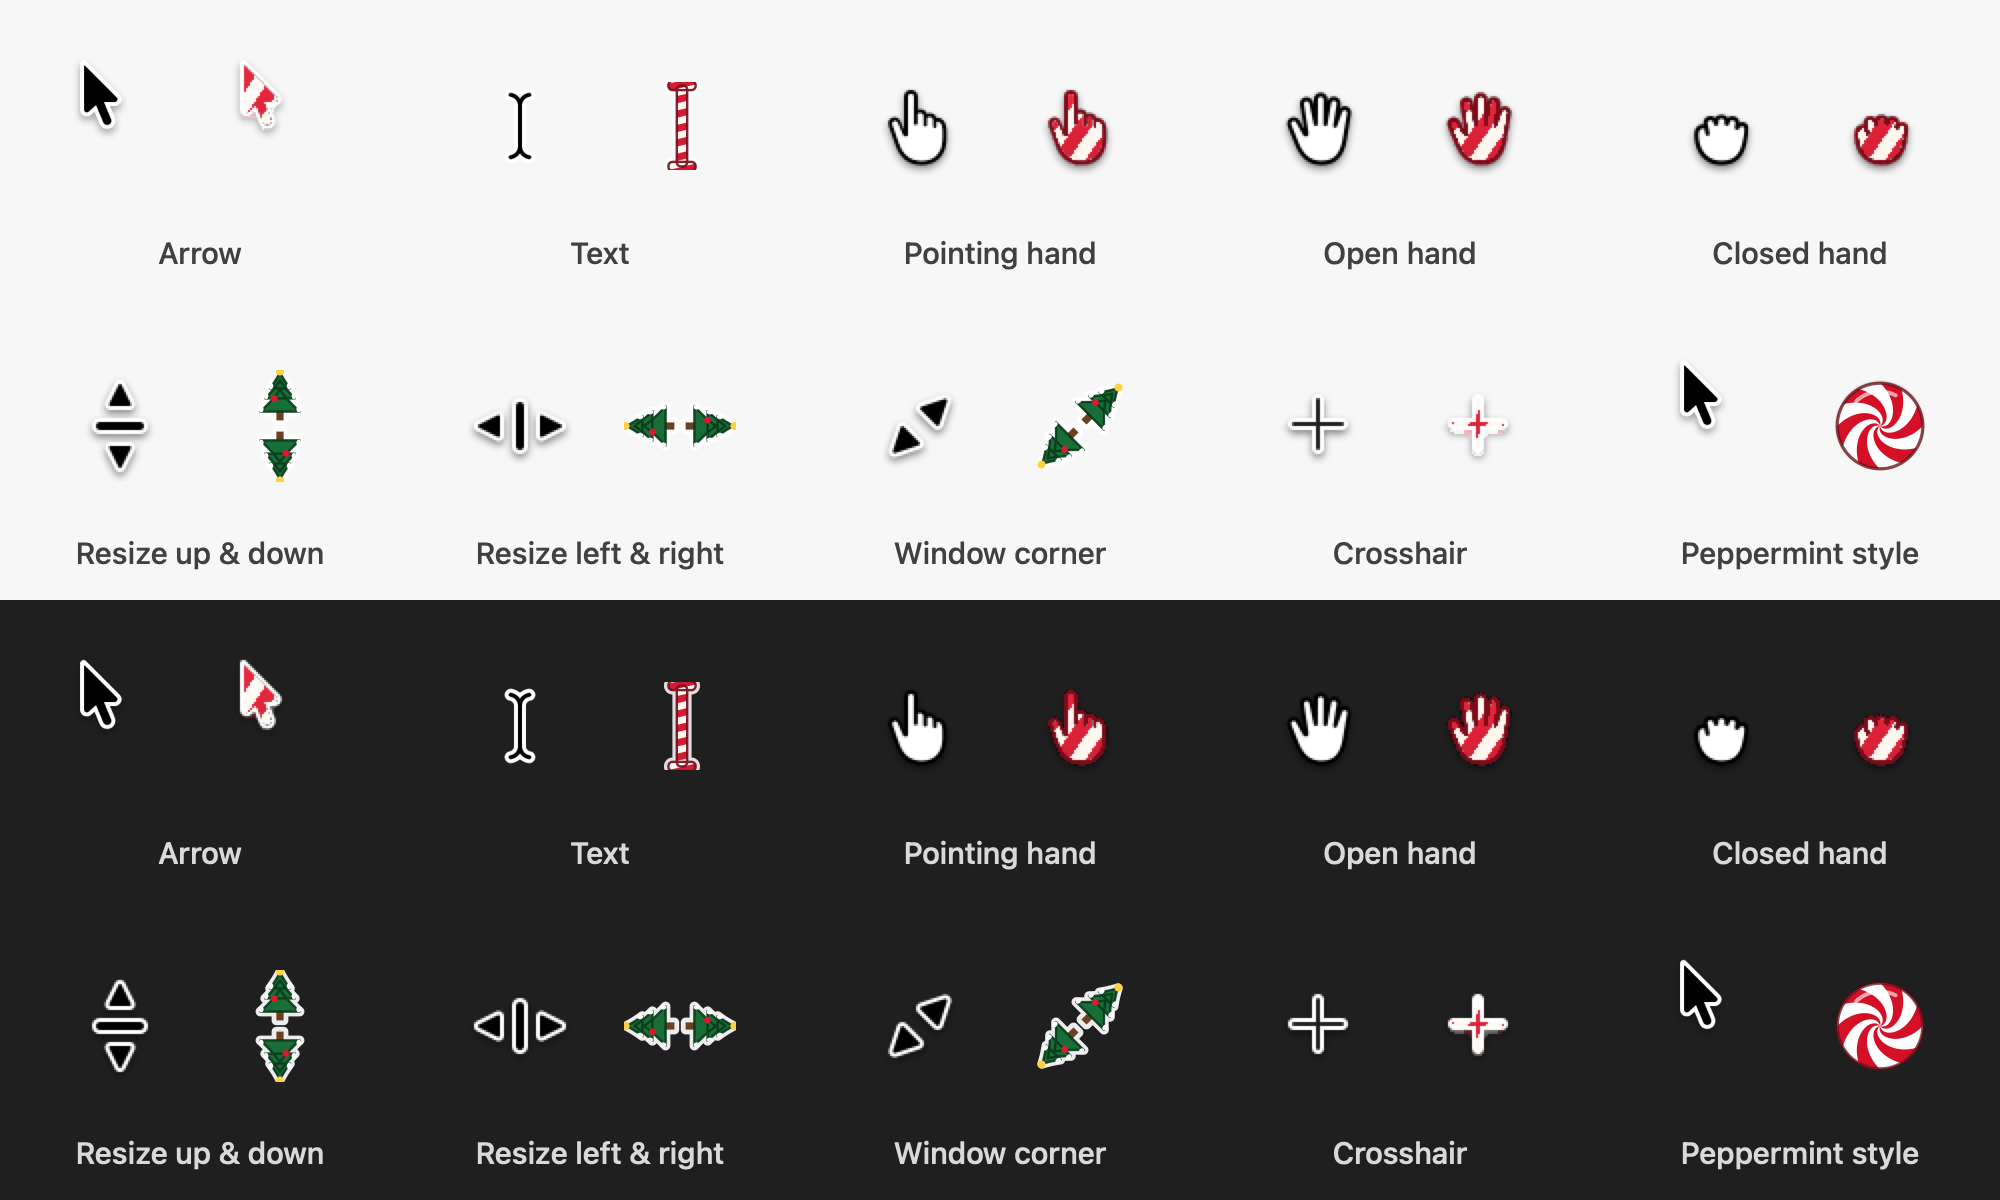 Arrow
Text
Pointing hand
Open hand
Closed hand
Resize up & down
Resize left & right
Window corner
Crosshair
Peppermint style
Arrow
Text
Pointing hand
Open hand
Closed hand
Resize up & down
Resize left & right
Window corner
Crosshair
Peppermint style